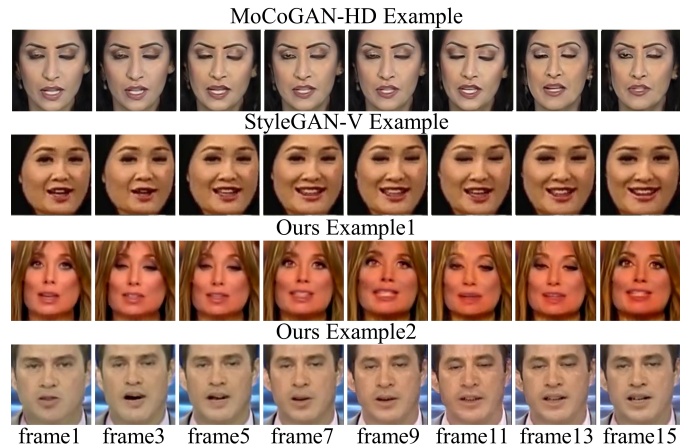 MoCoGAN-HD Example
StyleGAN-V Example
Ours Example1
Ours Example2
frame1 frame3 frame5 frame7 frame9 frame11 frame13 frame15